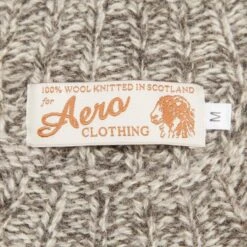 100% WOOL KNITTED IN SCOTLAND
for Aero
CLOTHING
M